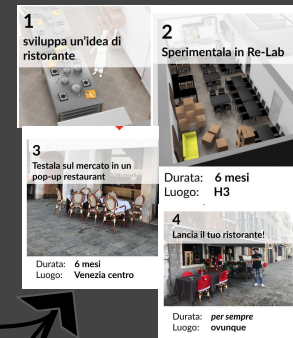 1
sviluppa un'idea di
ristorante
2
Sperimentala in Re-Lab
Durata: 6 mesi
Luogo: H3
3
Testala sul mercato in un
pop-up restaurant
Durata: 6 mesi
Luogo: Venezia centro
4
Lancia il tuo ristorante!
Durata: per sempre
Luogo: ovunque